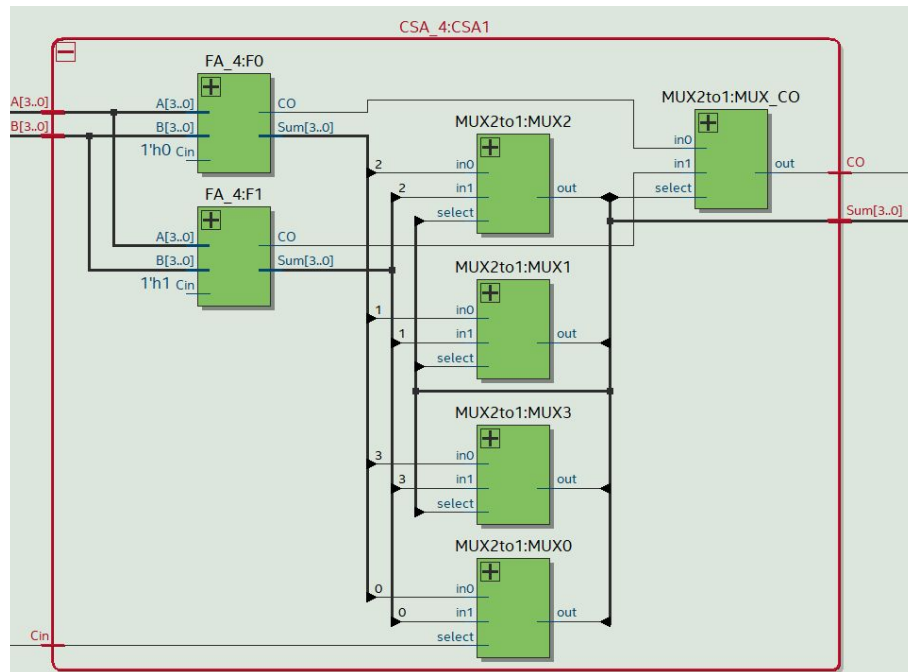 CSA_4:CSA1
FA_4:F0
A[3..0]
B[3..0]
A[3..0]
B[3..0]
1'h0 Cin
CO
Sum[3..0]
FA_4:F1
A[3..0]
B[3..0]
1'h1 Cin
CO
Sum[3..0]
MUX2to1:MUX2
2 in0
2 in1
select
out
MUX2to1:MUX_CO
in0
in1
select
out
CO
Sum[3..0]
MUX2to1:MUX1
1 in0
1 in1
select
out
MUX2to1:MUX3
3 in0
3 in1
select
out
MUX2to1:MUX0
0 in0
0 in1
select
out
Cin